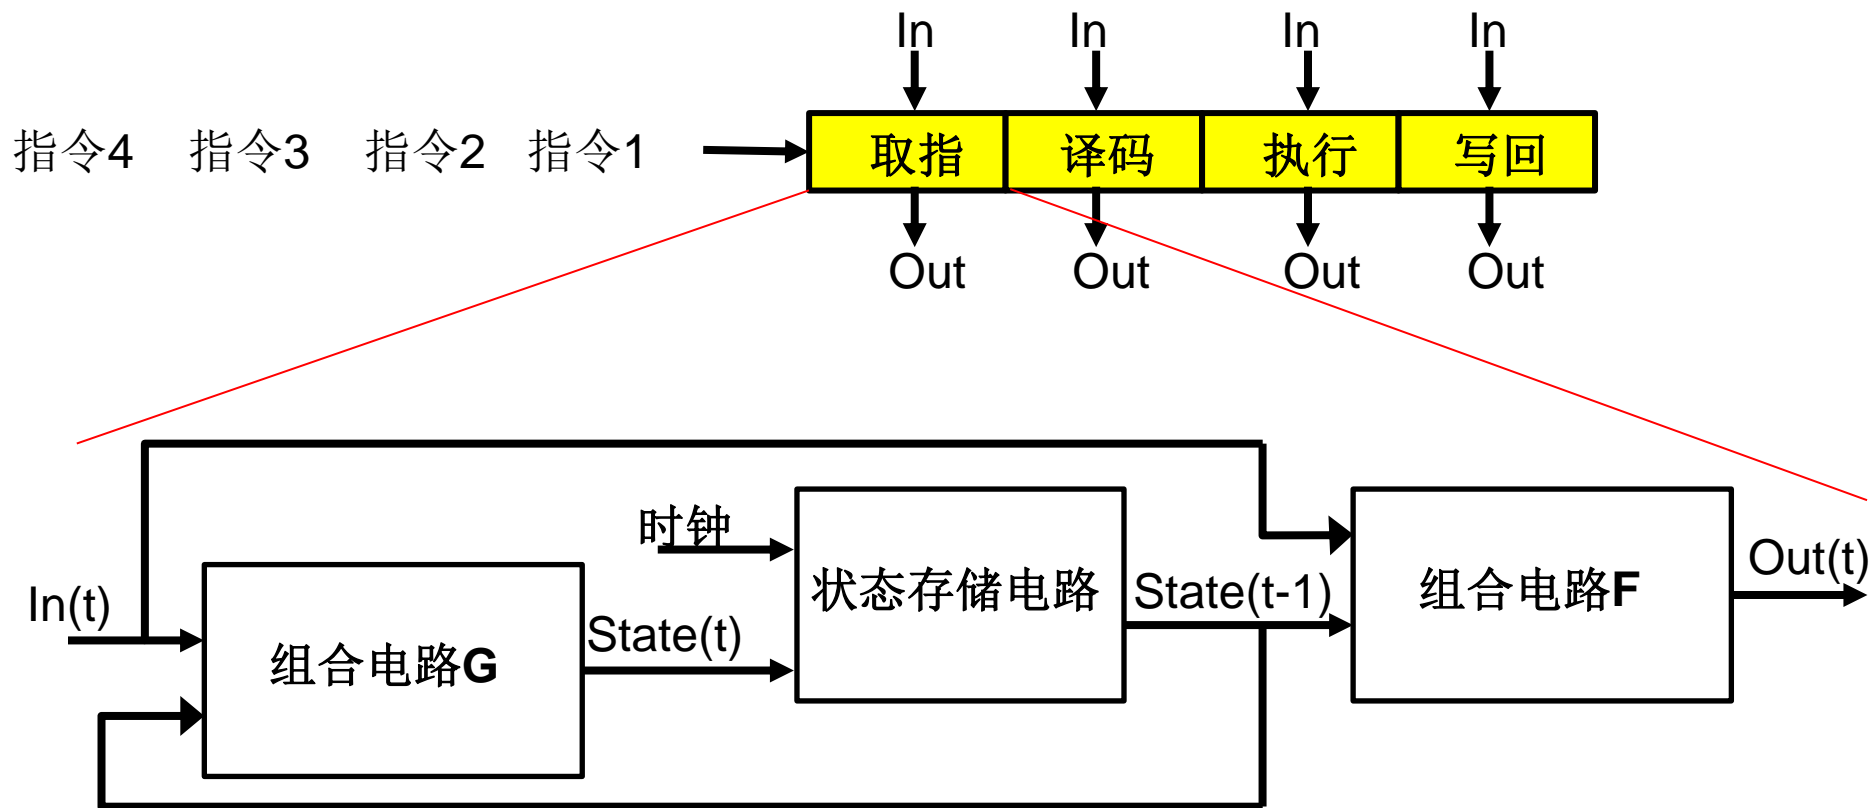 In In In In
指令4 指令3 指令2 指令1 取指 译码 执行 写回
Out Out Out Out
时钟
In(t) 组合电路G State(t) 状态存储电路 State(t-1) 组合电路F Out(t)